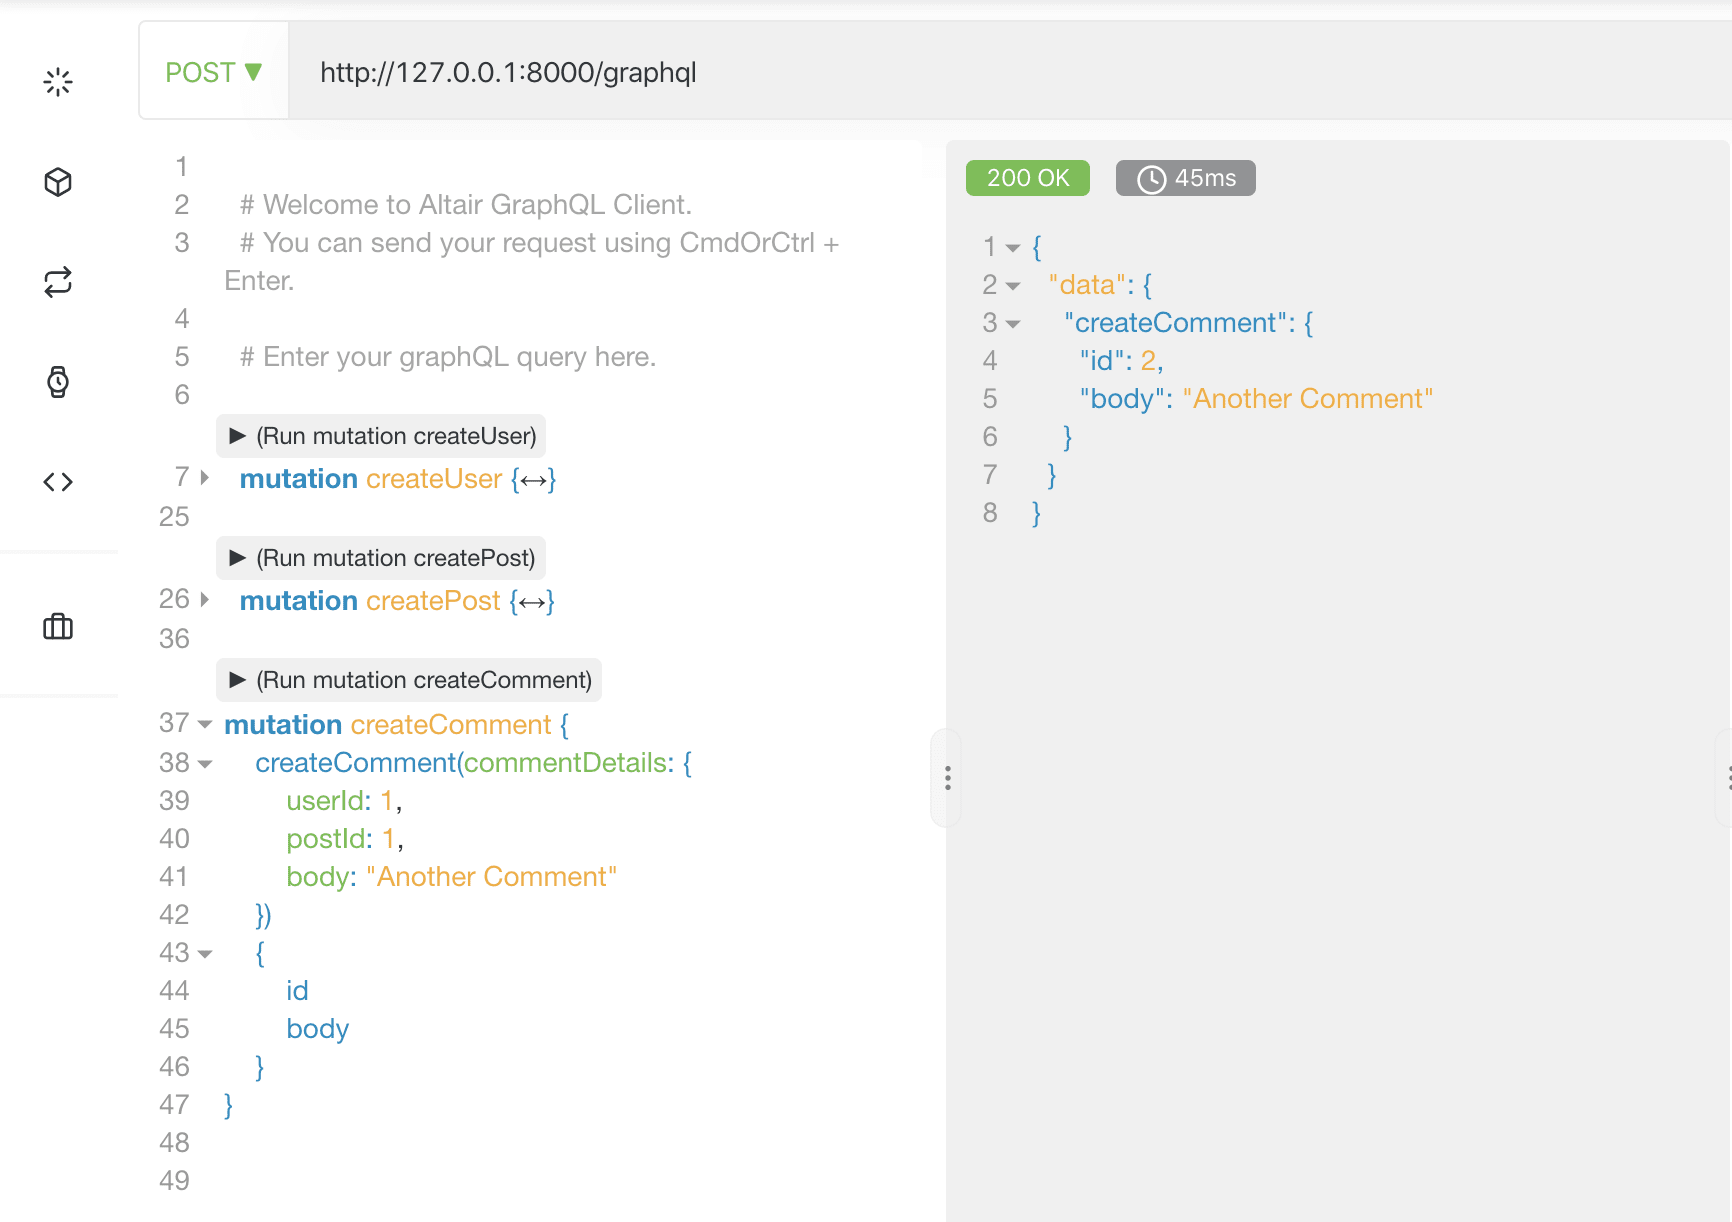 POST ▼ http://127.0.0.1:8000/graphql
1
2 # Welcome to Altair GraphQL Client.
3 # You can send your request using CmdOrCtrl +
Enter.
4
5 # Enter your graphQL query here.
6
▶ (Run mutation createUser)
7 mutation createUser {↔}
25
▶ (Run mutation createPost)
26 mutation createPost {↔}
36
▶ (Run mutation createComment)
37 mutation createComment {
38 createComment(commentDetails: {
39 userId: 1,
40 postId: 1,
41 body: "Another Comment"
42 })
43 {
44 id
45 body
46 }
47 }
48
49
200 OK 45ms
1 {
2 "data": {
3 "createComment": {
4 "id": 2,
5 "body": "Another Comment"
6 }
7 }
8 }